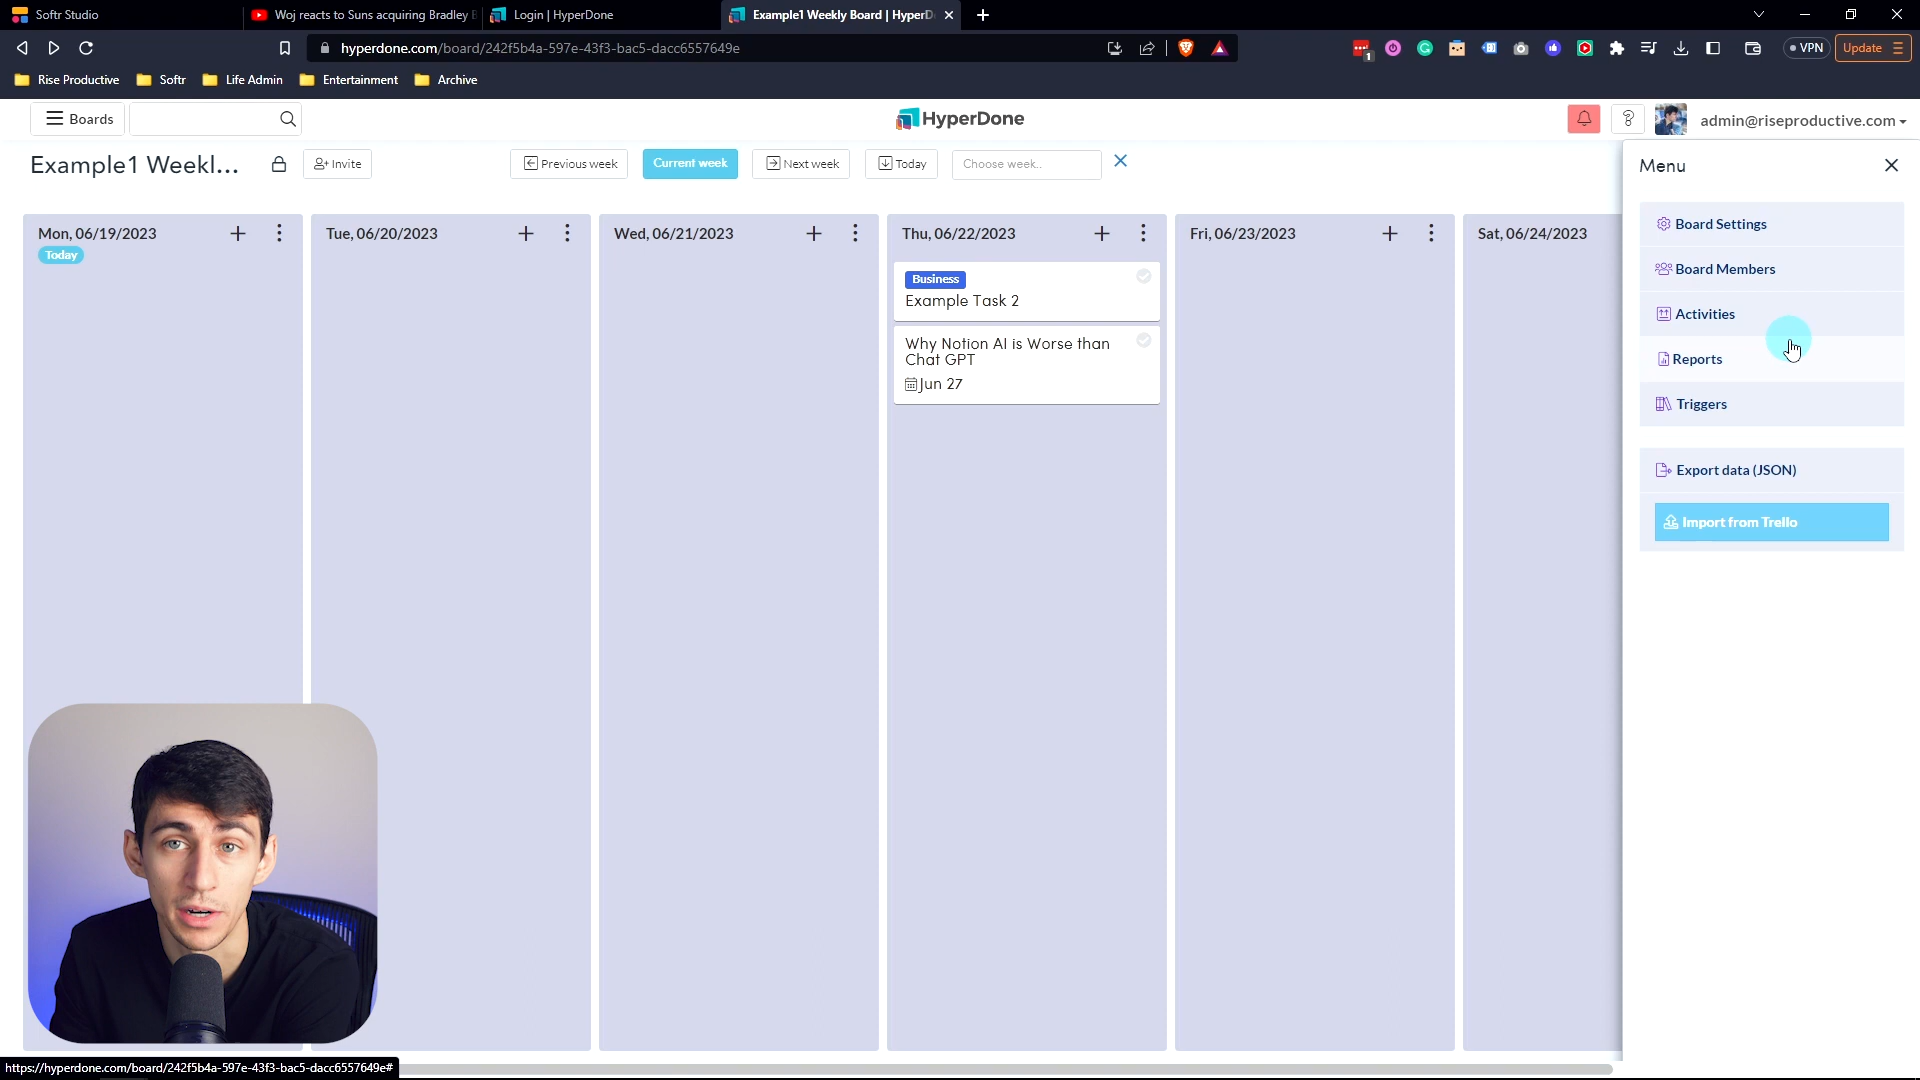 Softr Studio
Woj reacts to Suns acquiring Bradley
Login | HyperDone
Example1 Weekly Board | HyperD
hyperdone.com/board/242f5b4a-597e-43f3-bac5-dacc6557649e
1
VPN
Update
Rise Productive
Softr
Life Admin
Entertainment
Archive
Boards
HyperDone
?
admin@riseproductive.com
Example1 Weekl...
Invite
Previous week
Current week
Next week
Today
Choose week..
Menu
Mon, 06/19/2023
Today
Tue, 06/20/2023
Wed, 06/21/2023
Thu, 06/22/2023
Fri, 06/23/2023
Sat, 06/24/2023
Business
Example Task 2
Why Notion AI is Worse than
Chat GPT
Jun 27
Board Settings
Board Members
Activities
Reports
Triggers
Export data (JSON)
Import from Trello
https://hyperdone.com/board/242f5b4a-597e-43f3-bac5-dacc6557649e#